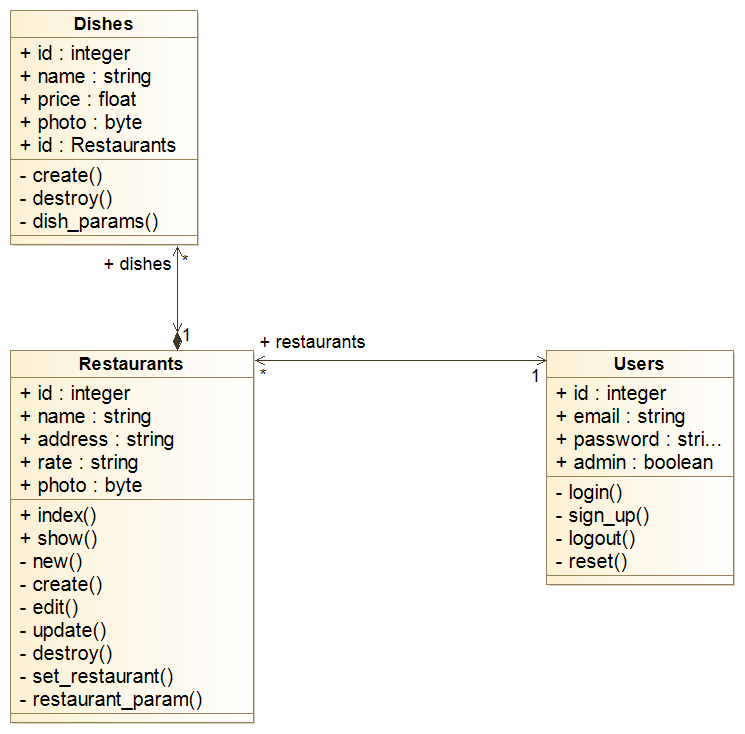 Dishes
+ id : integer
+ name : string
+ price : float
+ photo : byte
+ id : Restaurants
- create()
- destroy()
- dish_params()
+ dishes
*
1
Restaurants
+ id : integer
+ name : string
+ address : string
+ rate : string
+ photo : byte
+ index()
+ show()
- new()
- create()
- edit()
- update()
- destroy()
- set_restaurant()
- restaurant_param()
+ restaurants
*
1
Users
+ id : integer
+ email : string
+ password : stri...
+ admin : boolean
- login()
- sign_up()
- logout()
- reset()